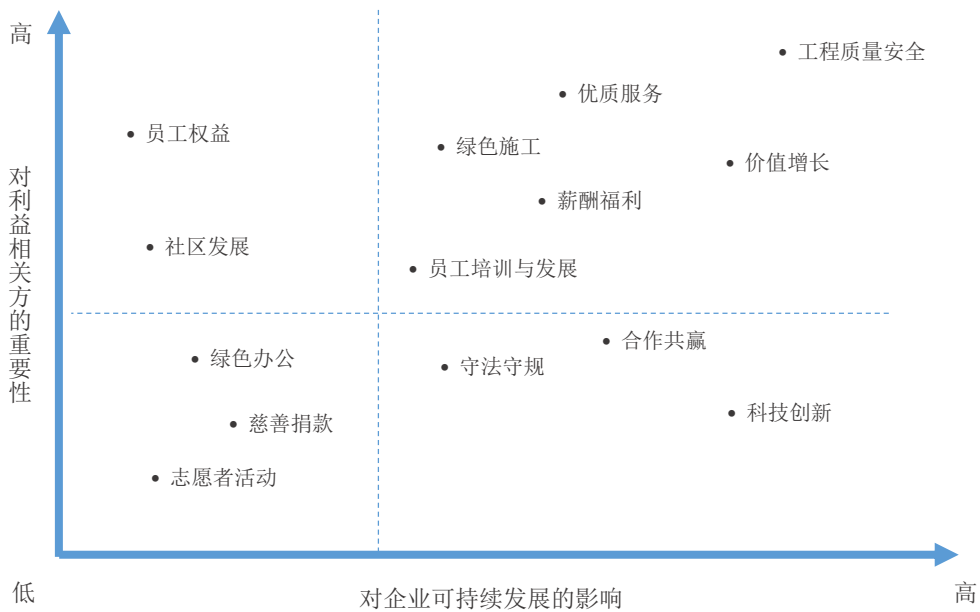 高
工程质量安全
优质服务
员工权益
绿色施工
价值增长
薪酬福利
社区发展
员工培训与发展
对利益相关方的重要性
合作共赢
绿色办公
守法守规
科技创新
慈善捐款
志愿者活动
低
对企业可持续发展的影响
高